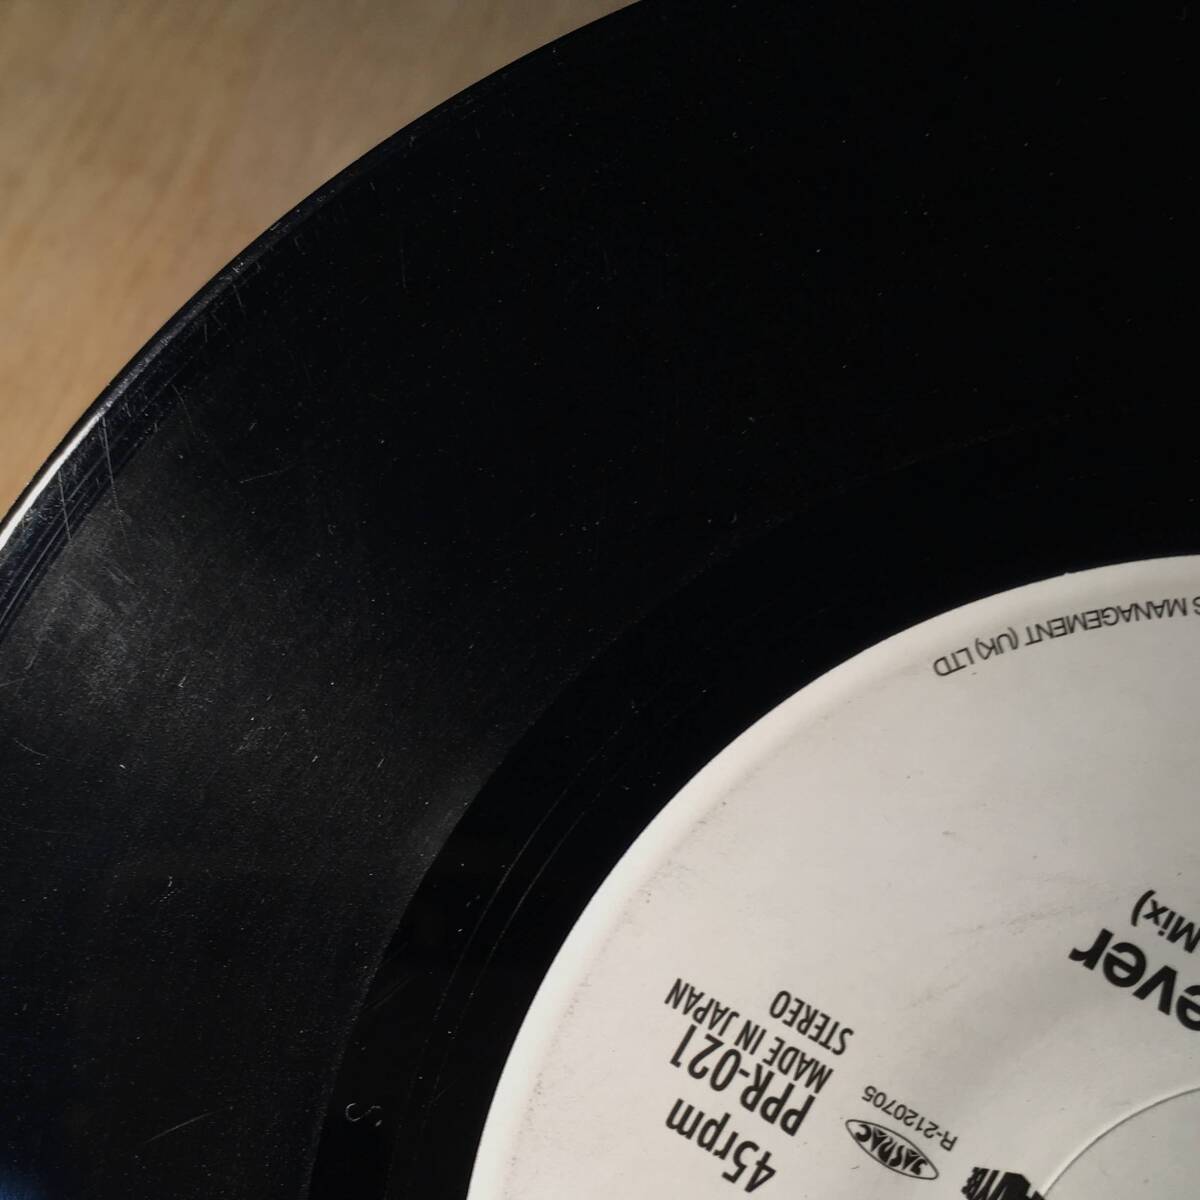 S MANAGEMENT (UK) LTD
ever
Mix)
45rpm
PPR-021
MADE IN JAPAN
STEREO
JASRAC
R-2120705
S